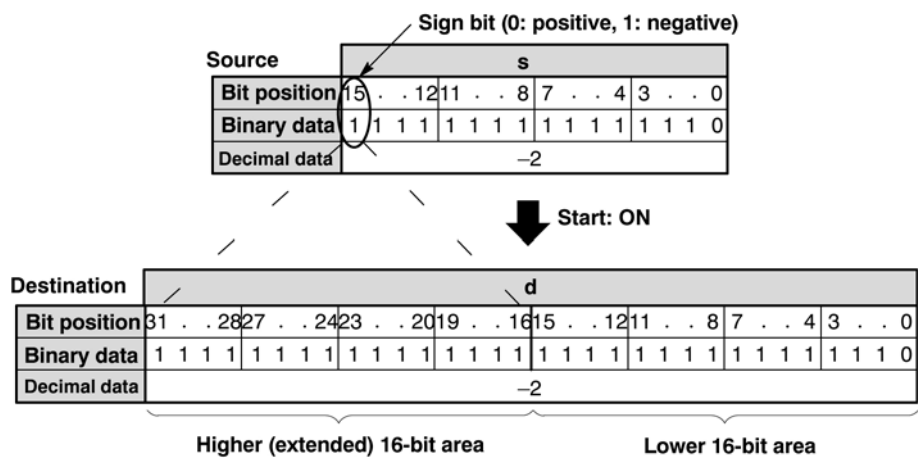 Sign bit (0: positive, 1: negative)
Source s
Bit position 15 . . 12 11 . . 8 7 . . 4 3 . . 0
Binary data 1 1 1 1 1 1 1 1 1 1 1 1 1 1 1 0
Decimal data –2
Start: ON
Destination d
Bit position 31 . . 28 27 . . 24 23 . . 20 19 . . 16 15 . . 12 11 . . 8 7 . . 4 3 . . 0
Binary data 1 1 1 1 1 1 1 1 1 1 1 1 1 1 1 1 1 1 1 1 1 1 1 1 1 1 1 1 1 1 1 0
Decimal data –2
Higher (extended) 16-bit area Lower 16-bit area